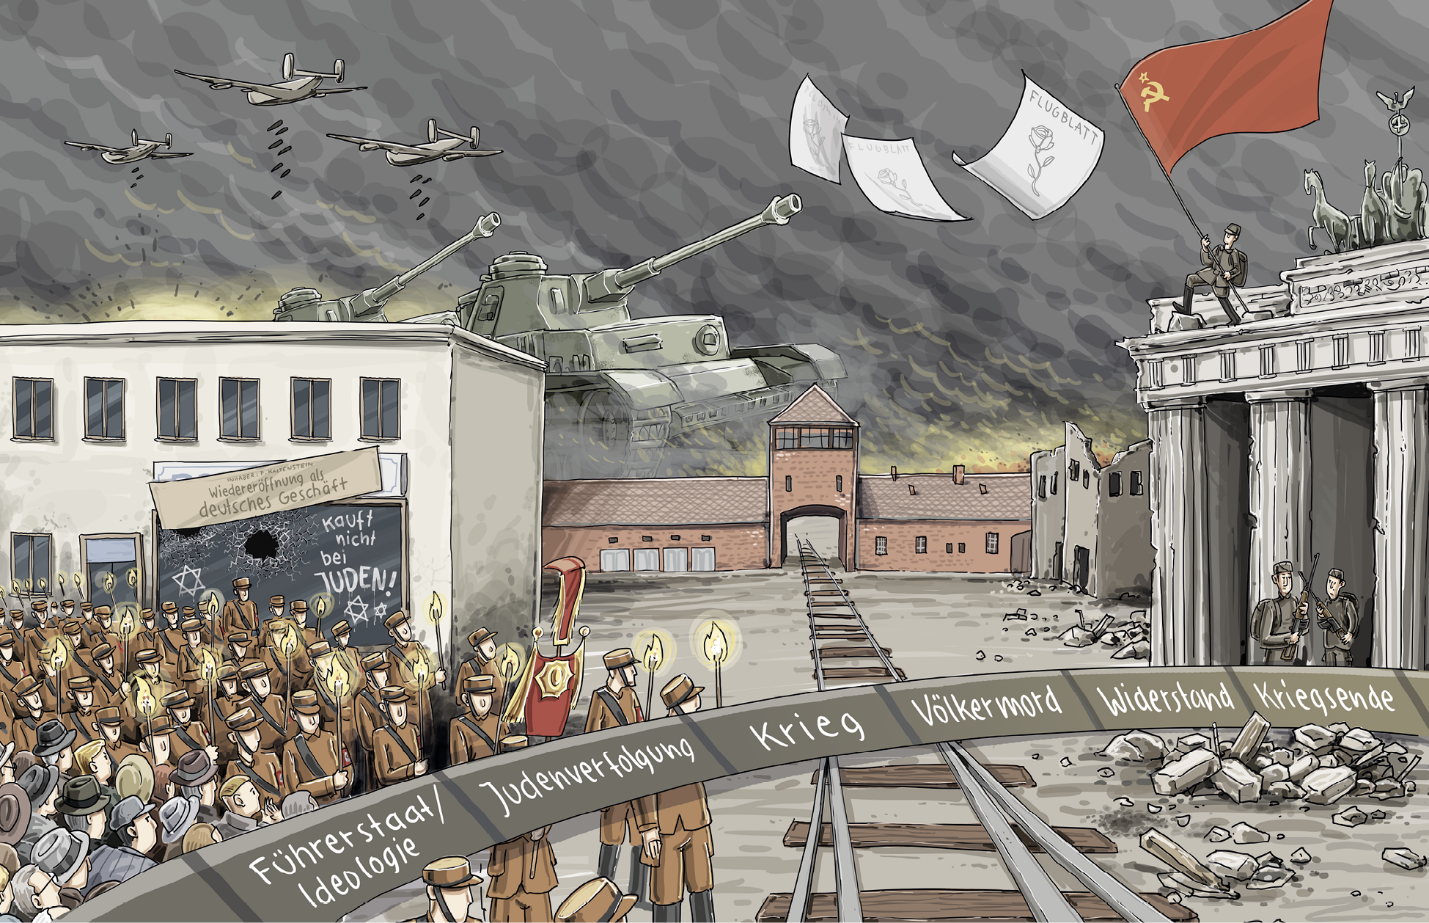 FLUGBLATT
FLUGBLATT
Wiedereröffnung als
deutsches Geschäft
Kauft
nicht
bei
JUDEN!
Führerstaat/
Ideologie
Judenverfolgung
Krieg
Völkermord
Widerstand
Kriegsende